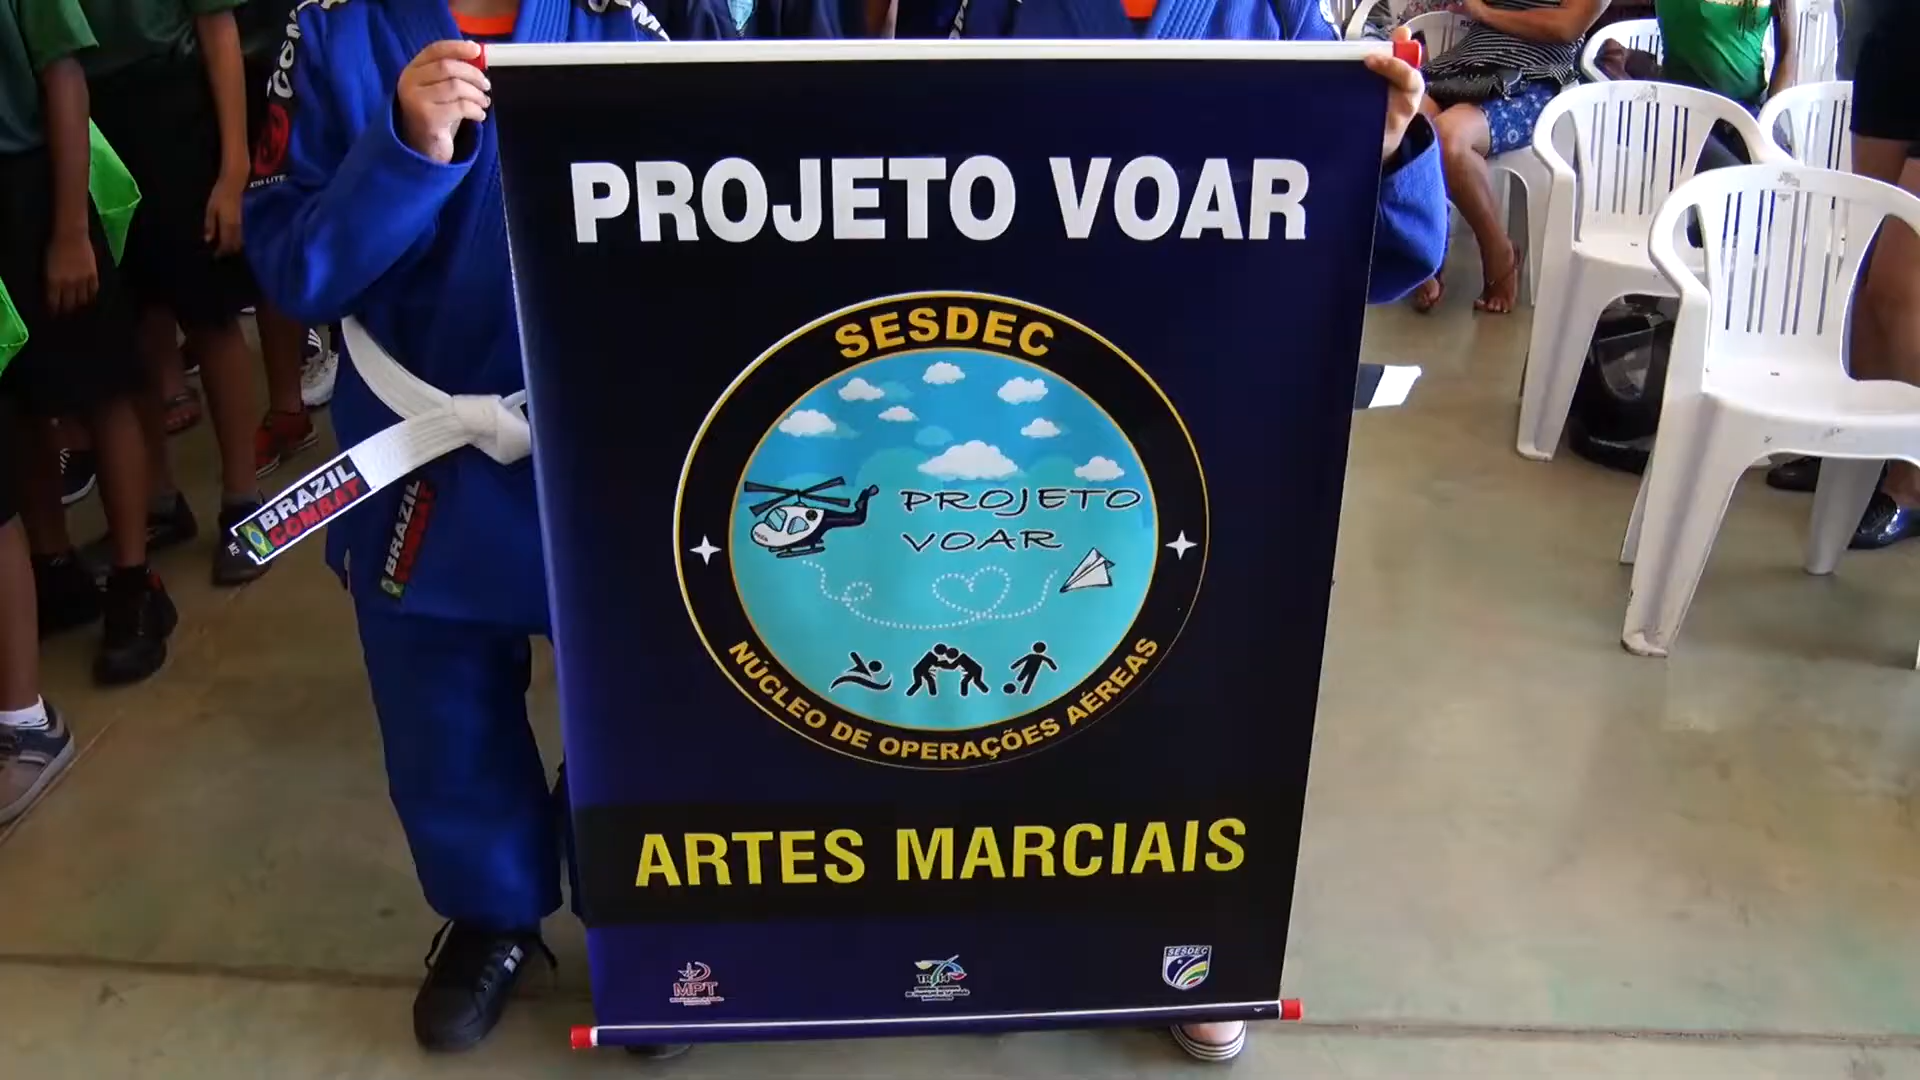 PROJETO VOAR
SESDEC
PROJETO
VOAR
NÚCLEO DE OPERAÇÕES AÉREAS
ARTES MARCIAIS
MPT
SESDEC
BRAZIL
COMBAT
BRAZIL
COMBAT